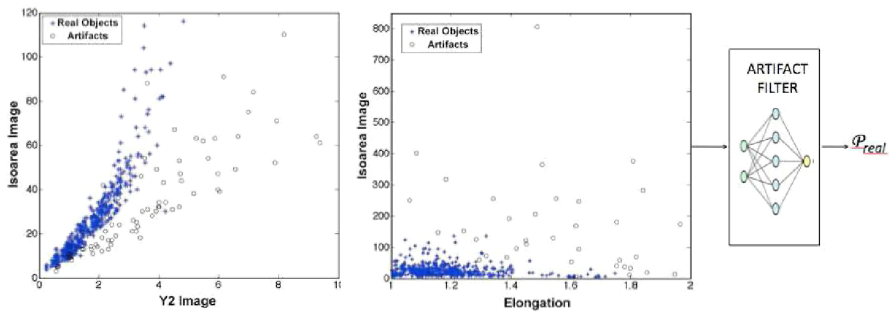 Real Objects
Artifacts
Isoarea Image
120
100
80
60
40
20
0
0
2
4
6
8
10
Y2 Image
Real Objects
Artifacts
Isoarea Image
800
700
600
500
400
300
200
100
0
1
1.2
1.4
1.6
1.8
2
Elongation
ARTIFACT
FILTER
𝒫real